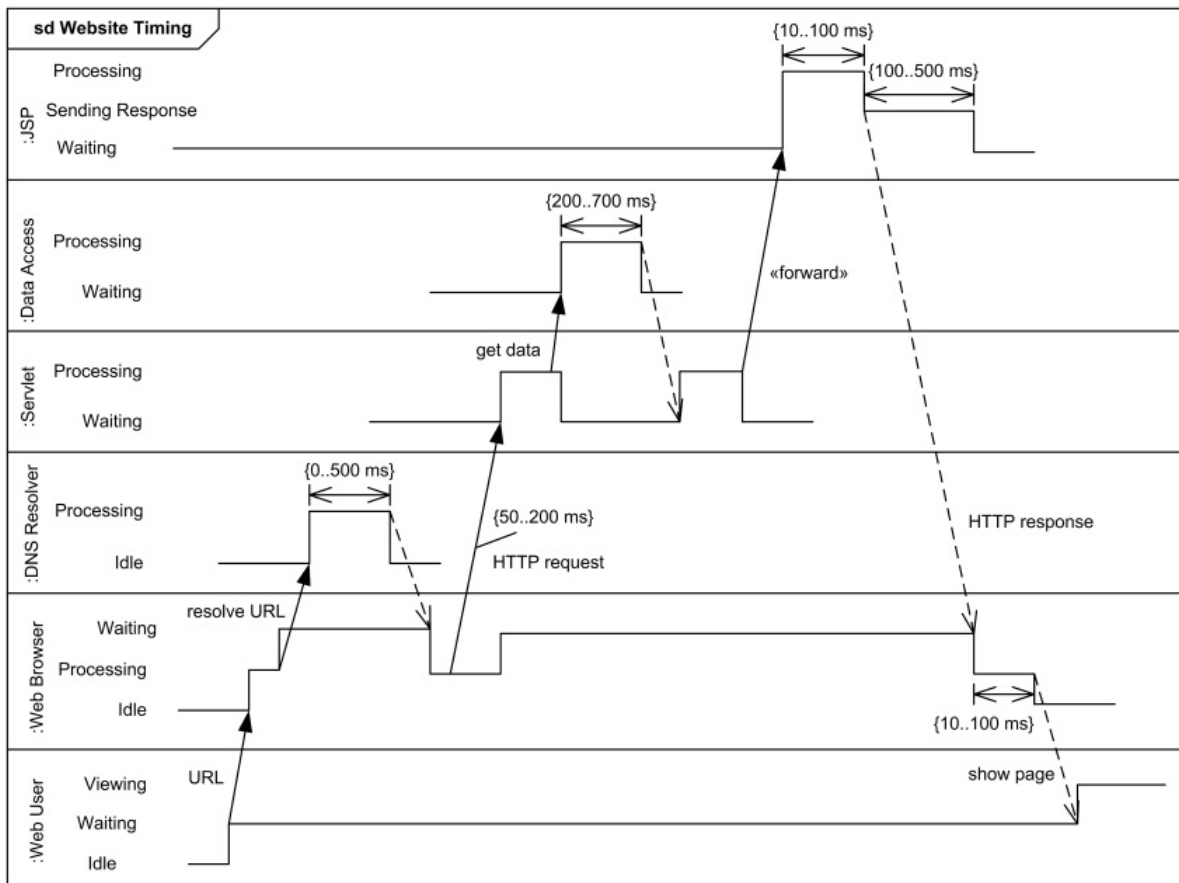 sd Website Timing
:JSP
Processing
Sending Response
Waiting
{10..100 ms}
{100..500 ms}
:Data Access
Processing
Waiting
{200..700 ms}
«forward»
:Servlet
Processing
Waiting
get data
:DNS Resolver
Processing
Idle
{0..500 ms}
{50..200 ms}
HTTP request
HTTP response
:Web Browser
Waiting
Processing
Idle
resolve URL
{10..100 ms}
:Web User
Viewing
Waiting
Idle
URL
show page